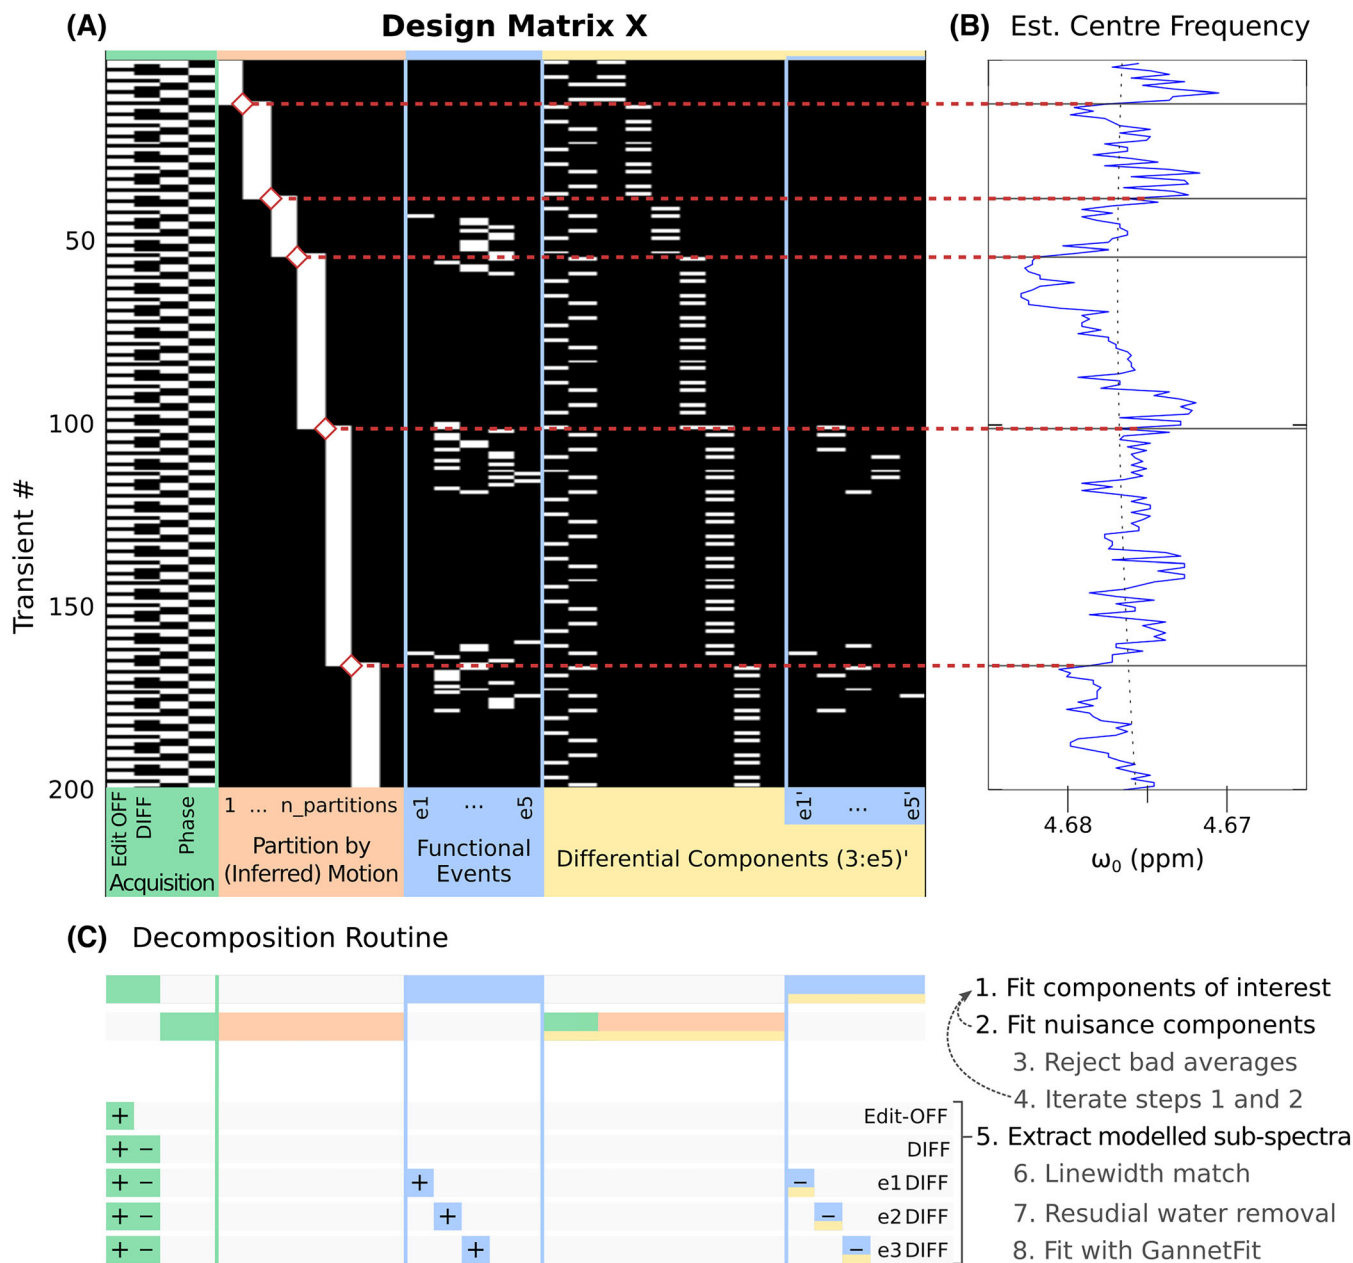 (A) Design Matrix X
(B) Est. Centre Frequency
Transient #
50
100
150
200
Edit OFF
DIFF
Phase
Acquisition
1 ... n_partitions
Partition by
(Inferred) Motion
e1 ... e5
Functional
Events
Differential Components (3:e5)'
e1' ... e5'
4.68 4.67
ω0 (ppm)
(C) Decomposition Routine
1. Fit components of interest
2. Fit nuisance components
3. Reject bad averages
4. Iterate steps 1 and 2
+ Edit-OFF
+ − DIFF
5. Extract modelled sub-spectra
+ − + − e1 DIFF
6. Linewidth match
+ − + − e2 DIFF
7. Resudial water removal
+ − + − e3 DIFF
8. Fit with GannetFit